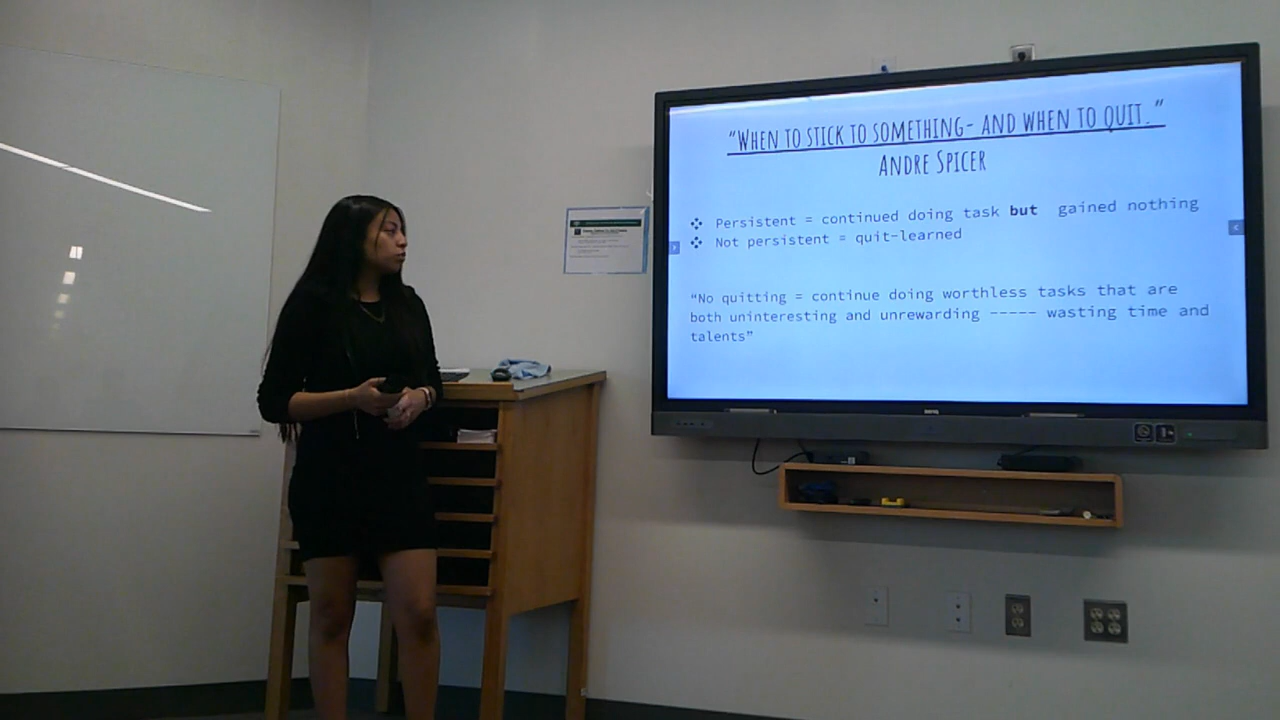 “When to stick to something- and when to quit.”
Andre Spicer
❖ Persistent = continued doing task but gained nothing
❖ Not persistent = quit-learned
“No quitting = continue doing worthless tasks that are
both uninteresting and unrewarding ----- wasting time and
talents”
BenQ